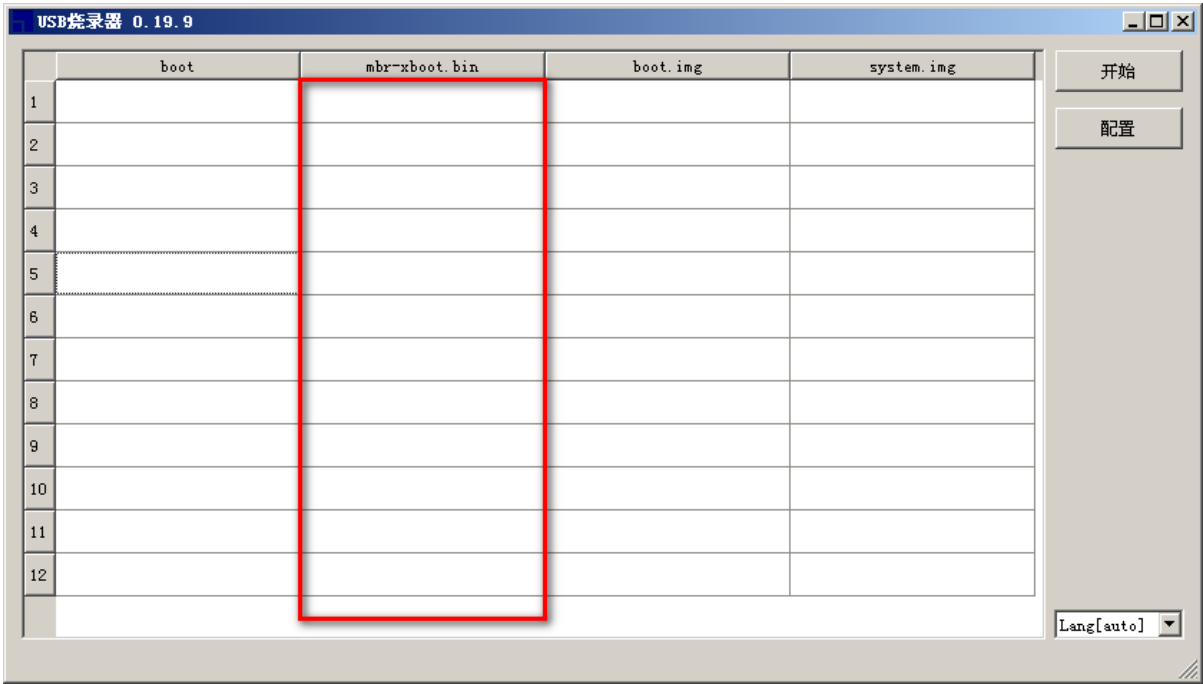 USB烧录器 0.19.9
boot mbr-xboot.bin boot.img system.img
开始
配置
1
2
3
4
5
6
7
8
9
10
11
12
Lang[auto]